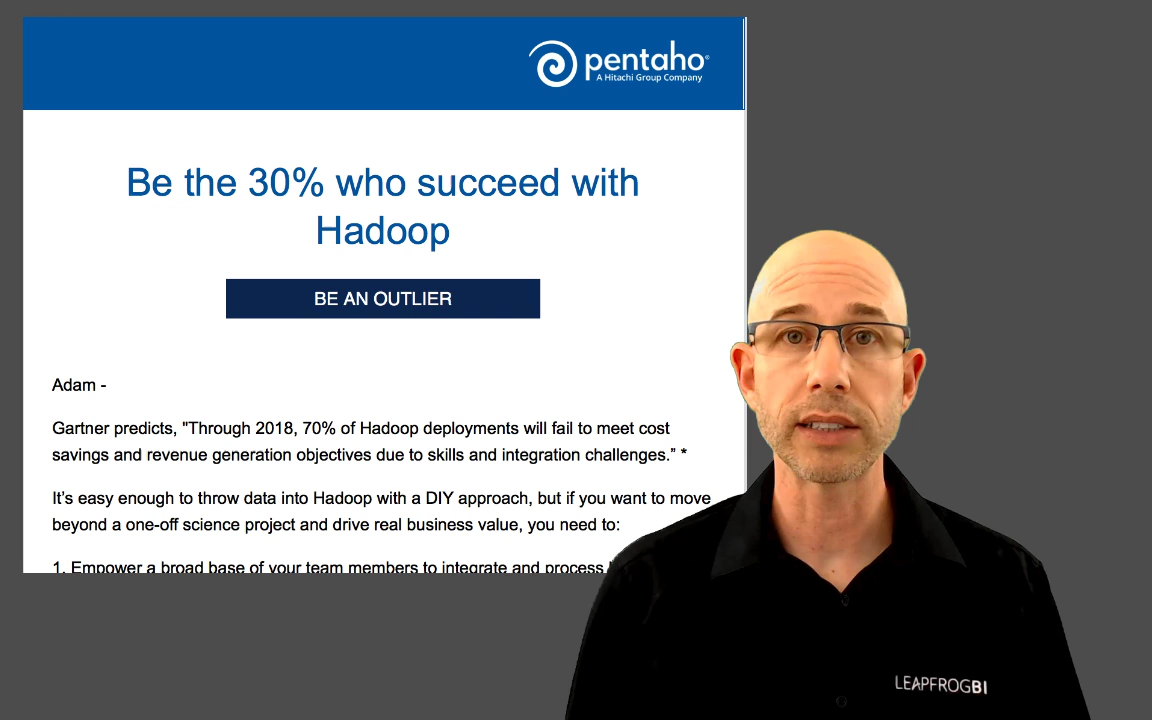 pentaho®
A Hitachi Group Company
Be the 30% who succeed with
Hadoop
BE AN OUTLIER
Adam -
Gartner predicts, "Through 2018, 70% of Hadoop deployments will fail to meet cost
savings and revenue generation objectives due to skills and integration challenges.” *
It’s easy enough to throw data into Hadoop with a DIY approach, but if you want to move
beyond a one-off science project and drive real business value, you need to:
1. Empower a broad base of your team members to integrate and process
LEAPFROGBI